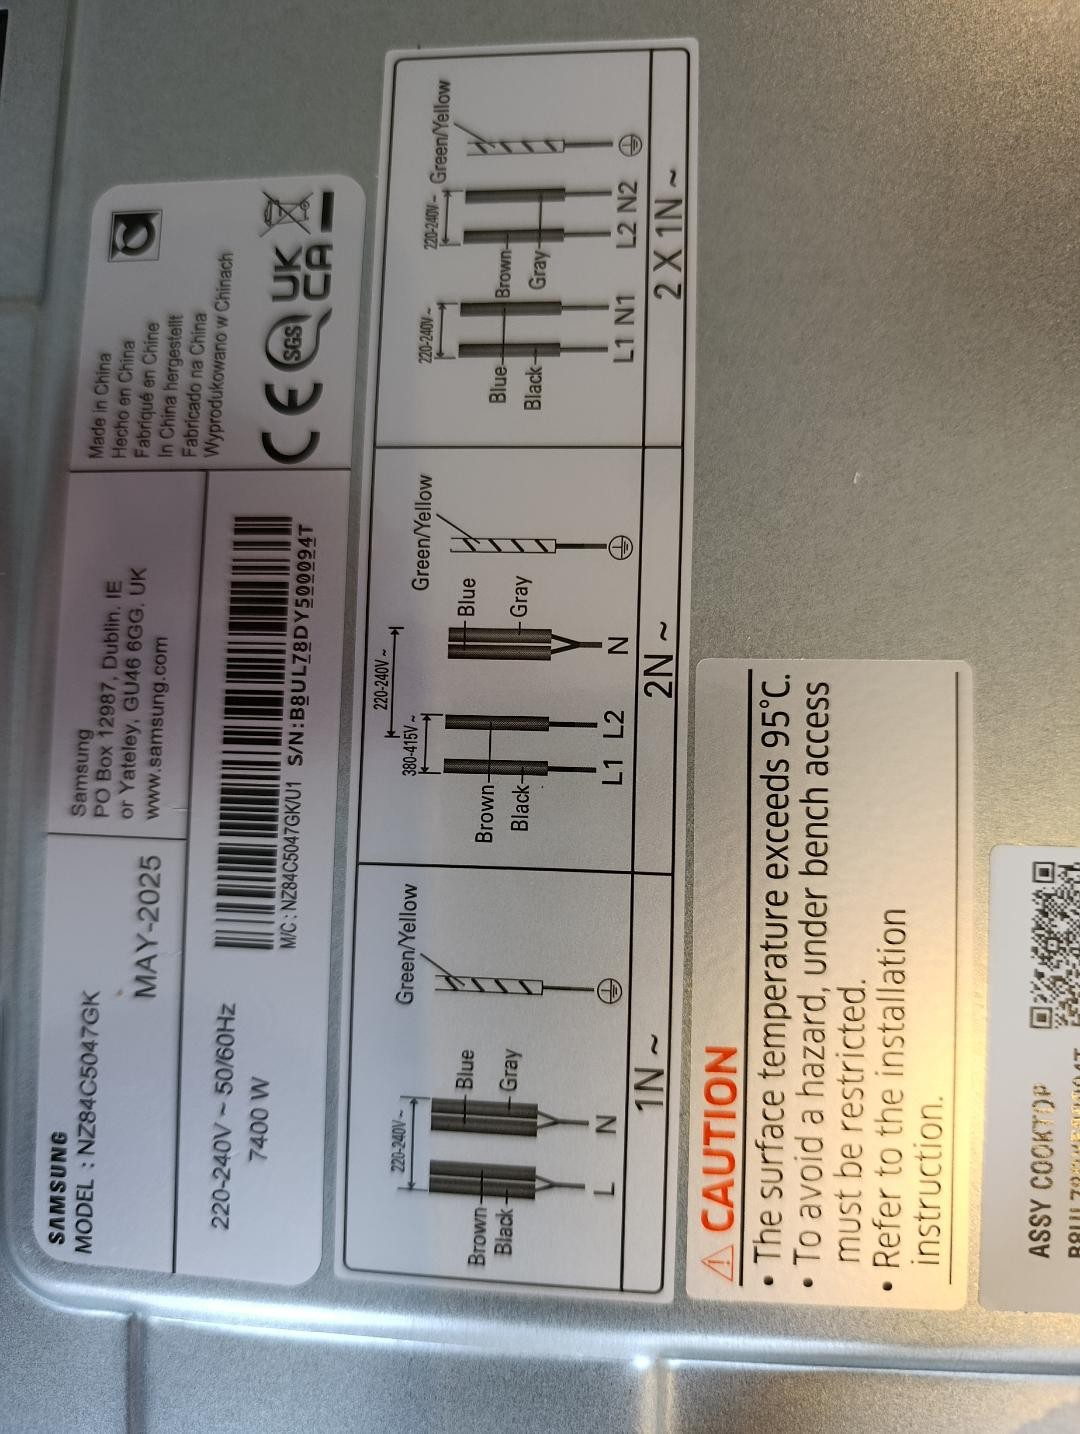 SAMSUNG
MODEL : NZ84C5047GK
MAY-2025
Samsung
PO Box 12987, Dublin. IE
or Yateley, GU46 6GG. UK
www.samsung.com
Made in China
Hecho en China
Fabriqué en Chine
In China hergestellt
Fabricado na China
Wyprodukowano w Chinach
220-240V ~ 50/60Hz
7400 W
M/C : NZ84C5047GK/U1 S/N:B8UL78DY500094T
CE SGS UK CA
220-240V~
Green/Yellow
Brown
Black
Blue
Gray
L N
1N ~
380-415V~
220-240V~
Green/Yellow
Brown
Black
Blue
Gray
L1 L2 N
2N ~
220-240V~
220-240V~
Green/Yellow
Blue
Black
Brown
Gray
L1 N1 L2 N2
2 X 1N ~
CAUTION
• The surface temperature exceeds 95°C.
• To avoid a hazard, under bench access
must be restricted.
• Refer to the installation
instruction.
ASSY COOKTOP